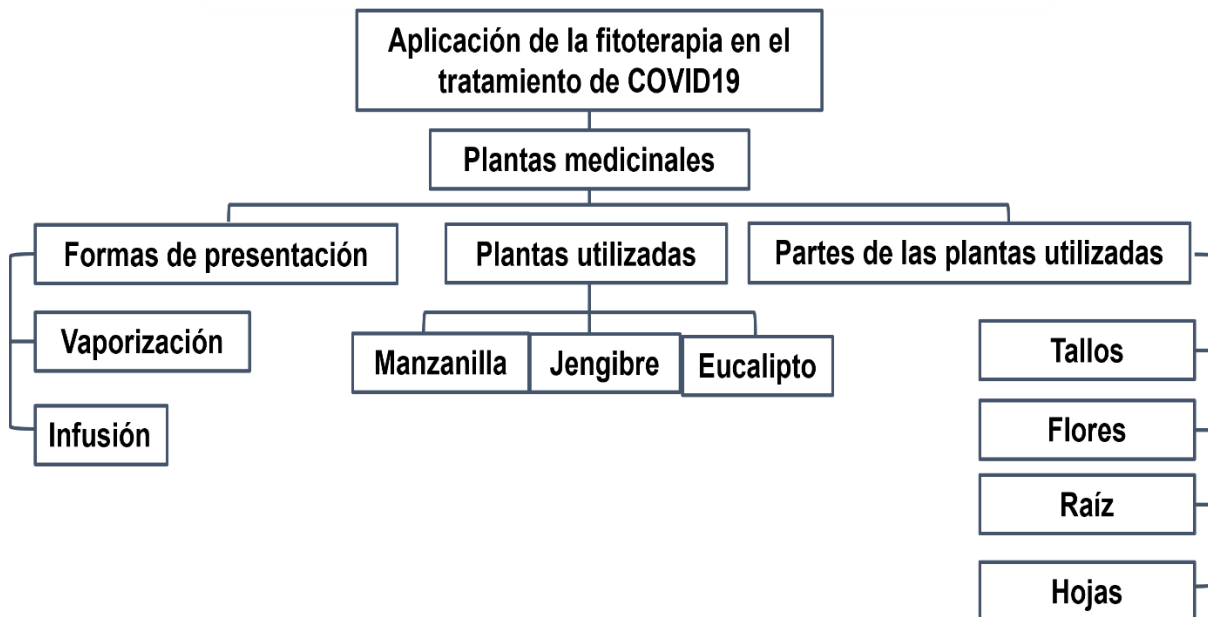 Aplicación de la fitoterapia en el
tratamiento de COVID19
Plantas medicinales
Formas de presentación
Plantas utilizadas
Partes de las plantas utilizadas
Vaporización
Infusión
Manzanilla
Jengibre
Eucalipto
Tallos
Flores
Raíz
Hojas